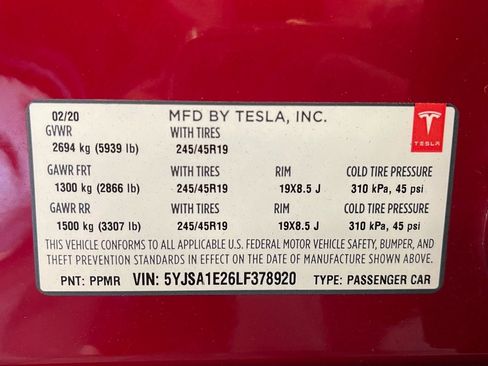 02/20 MFD BY TESLA, INC.
GVWR WITH TIRES TESLA
2694 kg (5939 lb) 245/45R19
GAWR FRT WITH TIRES RIM COLD TIRE PRESSURE
1300 kg (2866 lb) 245/45R19 19X8.5 J 310 kPa, 45 psi
GAWR RR WITH TIRES RIM COLD TIRE PRESSURE
1500 kg (3307 lb) 245/45R19 19X8.5 J 310 kPa, 45 psi
THIS VEHICLE CONFORMS TO ALL APPLICABLE U.S. FEDERAL MOTOR VEHICLE SAFETY, BUMPER, AND
THEFT PREVENTION STANDARDS IN EFFECT ON THE DATE OF MANUFACTURE SHOWN ABOVE.
PNT: PPMR VIN: 5YJSA1E26LF378920 TYPE: PASSENGER CAR